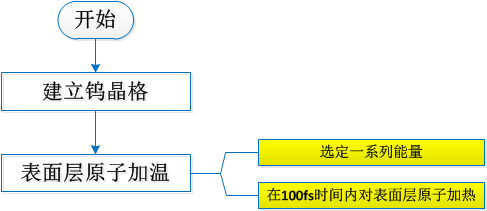 开始
建立钨晶格
表面层原子加温
选定一系列能量
在100fs时间内对表面层原子加热